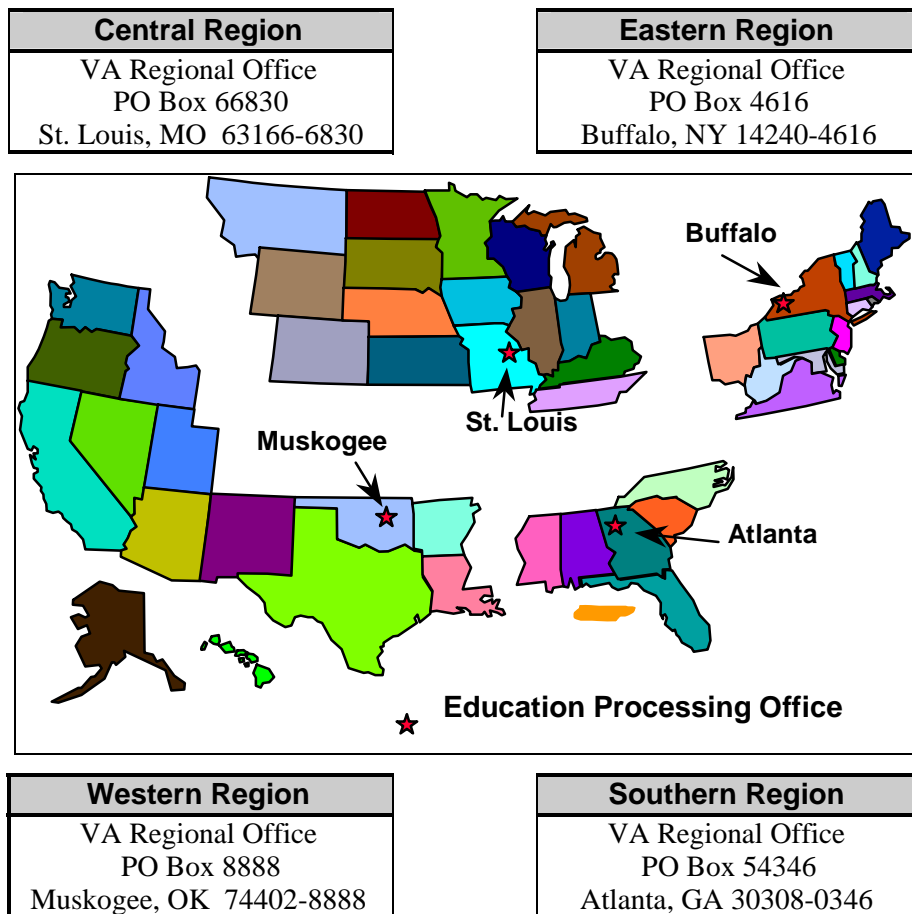 Central Region
VA Regional Office
PO Box 66830
St. Louis, MO 63166-6830
Eastern Region
VA Regional Office
PO Box 4616
Buffalo, NY 14240-4616
Buffalo
St. Louis
Muskogee
Atlanta
Education Processing Office
Western Region
VA Regional Office
PO Box 8888
Muskogee, OK 74402-8888
Southern Region
VA Regional Office
PO Box 54346
Atlanta, GA 30308-0346